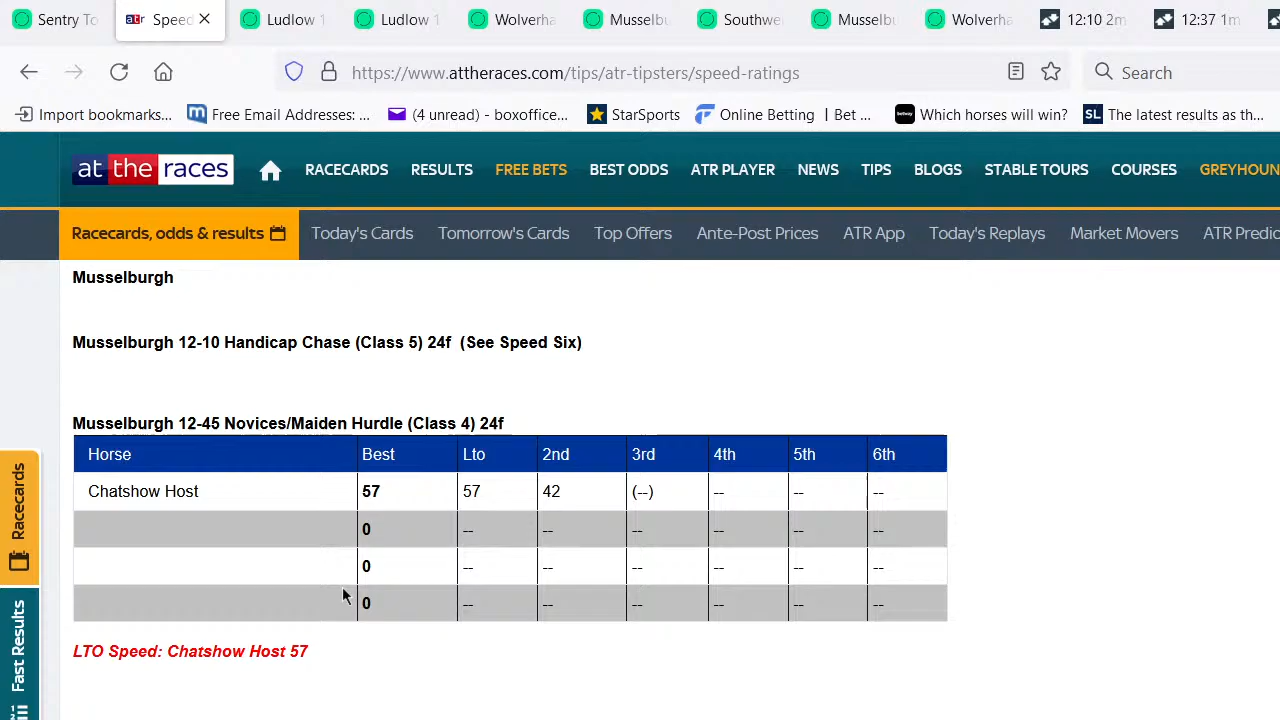 Sentry To
atr Speed
Ludlow 1
Ludlow 1
Wolverha
Musselbu
Southwe
Musselbu
Wolverha
12:10 2m
12:37 1m
https://www.attheraces.com/tips/atr-tipsters/speed-ratings
Search
Import bookmarks...
Free Email Addresses: ...
(4 unread) - boxoffice...
StarSports
Online Betting | Bet ...
betway
Which horses will win?
SL
The latest results as th...
at the races
RACECARDS
RESULTS
FREE BETS
BEST ODDS
ATR PLAYER
NEWS
TIPS
BLOGS
STABLE TOURS
COURSES
GREYHOUN
Racecards, odds & results
Today's Cards
Tomorrow's Cards
Top Offers
Ante-Post Prices
ATR App
Today's Replays
Market Movers
ATR Predic
Musselburgh
Musselburgh 12-10 Handicap Chase (Class 5) 24f (See Speed Six)
Musselburgh 12-45 Novices/Maiden Hurdle (Class 4) 24f
Horse Best Lto 2nd 3rd 4th 5th 6th
Chatshow Host 57 57 42 (--) -- -- --
0 -- -- -- -- -- --
0 -- -- -- -- -- --
0 -- -- -- -- -- --
LTO Speed: Chatshow Host 57
Racecards
Fast Results